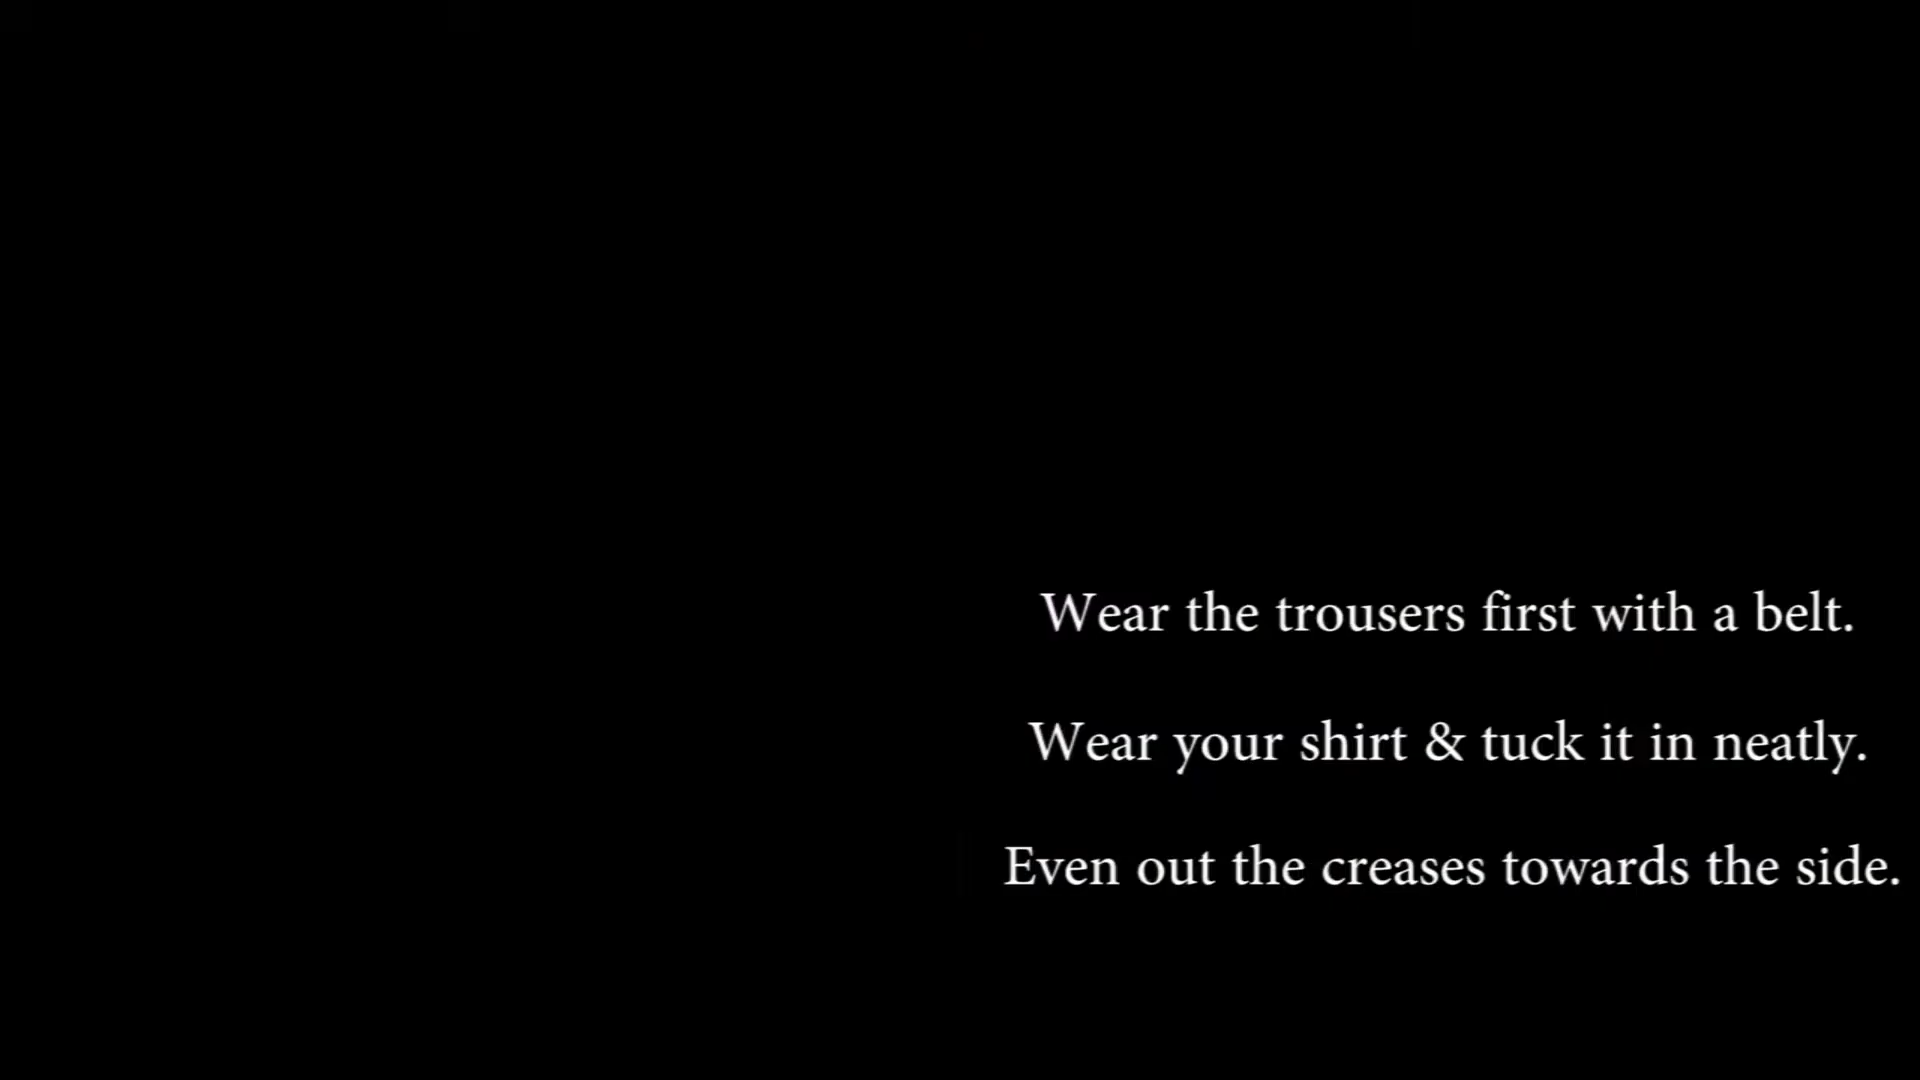 Wear the trousers first with a belt.
Wear your shirt & tuck it in neatly.
Even out the creases towards the side.